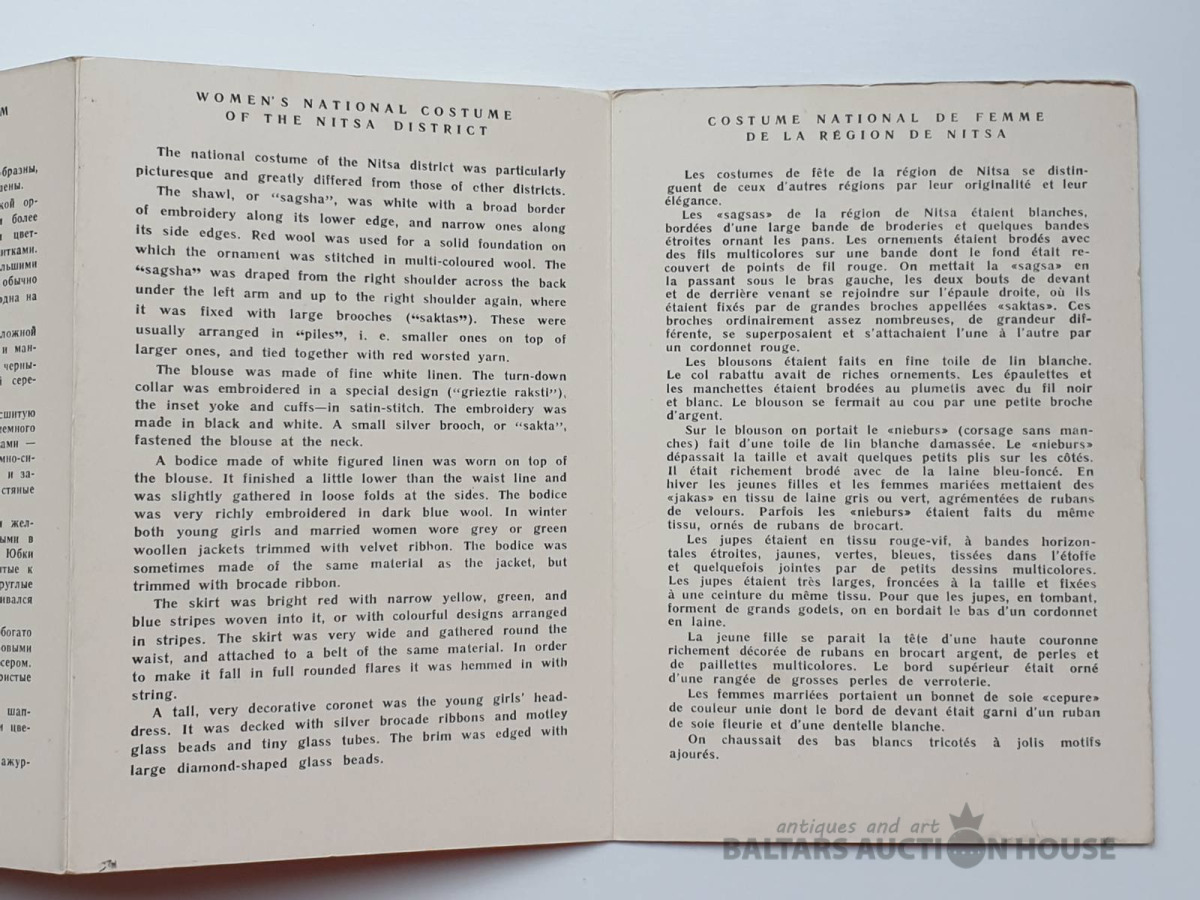 М
бразны,
дены.
кой ор-
и более
и цвет-
итками.
льшими
обычно
одна на
ложной
и ман-
черны-
й сере-
сшитую
темного
ами —
мно-си-
и за-
стяные
и жел-
ыми в
Юбки
тые к
руглые
ивался
богато
овыми
сером.
ристые
шап-
и цве-
ажур-
WOMEN'S NATIONAL COSTUME
OF THE NITSA DISTRICT
The national costume of the Nitsa district was particularly
picturesque and greatly differed from those of other districts.
The shawl, or “sagsha”, was white with a broad border
of embroidery along its lower edge, and narrow ones along
its side edges. Red wool was used for a solid foundation on
which the ornament was stitched in multi-coloured wool. The
“sagsha” was draped from the right shoulder across the back
under the left arm and up to the right shoulder again, where
it was fixed with large brooches (“saktas”). These were
usually arranged in “piles”, i. e. smaller ones on top of
larger ones, and tied together with red worsted yarn.
The blouse was made of fine white linen. The turn-down
collar was embroidered in a special design (“grieztie raksti”),
the inset yoke and cuffs—in satin-stitch. The embroidery was
made in black and white. A small silver brooch, or “sakta”,
fastened the blouse at the neck.
A bodice made of white figured linen was worn on top of
the blouse. It finished a little lower than the waist line and
was slightly gathered in loose folds at the sides. The bodice
was very richly embroidered in dark blue wool. In winter
both young girls and married women wore grey or green
woollen jackets trimmed with velvet ribbon. The bodice was
sometimes made of the same material as the jacket, but
trimmed with brocade ribbon.
The skirt was bright red with narrow yellow, green, and
blue stripes woven into it, or with colourful designs arranged
in stripes. The skirt was very wide and gathered round the
waist, and attached to a belt of the same material. In order
to make it fall in full rounded flares it was hemmed in with
string.
A tall, very decorative coronet was the young girls' head-
dress. It was decked with silver brocade ribbons and motley
glass beads and tiny glass tubes. The brim was edged with
large diamond-shaped glass beads.
COSTUME NATIONAL DE FEMME
DE LA RÉGION DE NITSA
Les costumes de fête de la région de Nitsa se distin-
guent de ceux d'autres régions par leur originalité et leur
élégance.
Les «sagsas» de la région de Nitsa étaient blanches,
bordées d'une large bande de broderies et quelques bandes
étroites ornant les pans. Les ornements étaient brodés avec
des fils multicolores sur une bande dont le fond était re-
couvert de points de fil rouge. On mettait la «sagsa» en
la passant sous le bras gauche, les deux bouts de devant
et de derrière venant se rejoindre sur l'épaule droite, où ils
étaient fixés par de grandes broches appellées «saktas». Ces
broches ordinairement assez nombreuses, de grandeur dif-
férente, se superposaient et s'attachaient l'une à l'autre par
un cordonnet rouge.
Les blousons étaient faits en fine toile de lin blanche.
Le col rabattu avait de riches ornements. Les épaulettes et
les manchettes étaient brodées au plumetis avec du fil noir
et blanc. Le blouson se fermait au cou par une petite broche
d'argent.
Sur le blouson on portait le «nieburs» (corsage sans man-
ches) fait d'une toile de lin blanche damassée. Le «nieburs»
dépassait la taille et avait quelques petits plis sur les côtés.
Il était richement brodé avec de la laine bleu-foncé. En
hiver les jeunes filles et les femmes mariées mettaient des
«jakas» en tissu de laine gris ou vert, agrémentées de rubans
de velours. Parfois les «nieburs» étaient faits du même
tissu, ornés de rubans de brocart.
Les jupes étaient en tissu rouge-vif, à bandes horizon-
tales étroites, jaunes, vertes, bleues, tissées dans l'étoffe
et quelquefois jointes par de petits dessins multicolores.
Les jupes étaient très larges, froncées à la taille et fixées
à une ceinture du même tissu. Pour que les jupes, en tombant,
forment de grands godets, on en bordait le bas d'un cordonnet
en laine.
La jeune fille se parait la tête d'une haute couronne
richement décorée de rubans en brocart argent, de perles et
de paillettes multicolores. Le bord supérieur était orné
d'une rangée de grosses perles de verroterie.
Les femmes marriées portaient un bonnet de soie «cepure»
de couleur unie dont le bord de devant était garni d'un ruban
de soie fleurie et d'une dentelle blanche.
On chaussait des bas blancs tricotés à jolis motifs
ajourés.
antiques and art
BALTARS AUCTION HOUSE